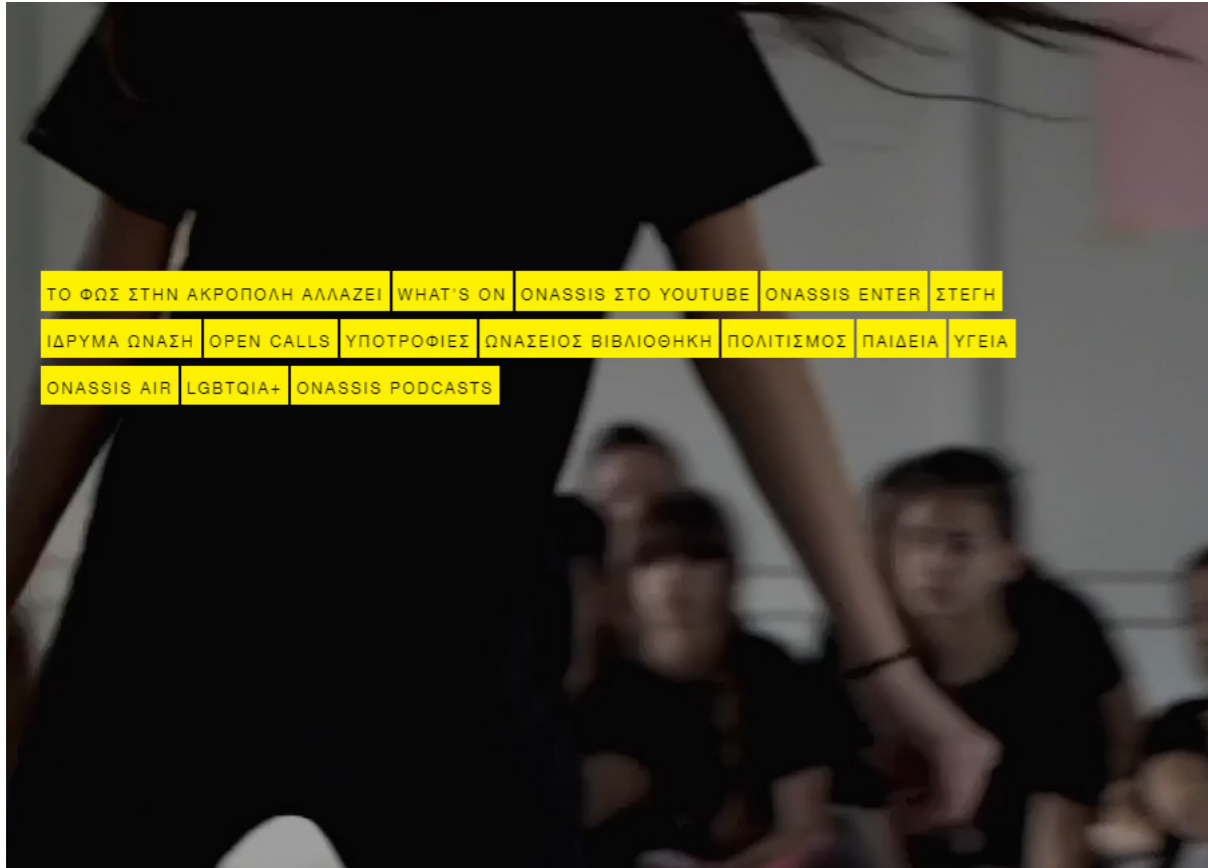 ΤΟ ΦΩΣ ΣΤΗΝ ΑΚΡΟΠΟΛΗ ΑΛΛΑΖΕΙ WHAT'S ON ONASSIS ΣΤΟ YOUTUBE ONASSIS ENTER ΣΤΕΓΗ
ΙΔΡΥΜΑ ΩΝΑΣΗ OPEN CALLS ΥΠΟΤΡΟΦΙΕΣ ΩΝΑΣΕΙΟΣ ΒΙΒΛΙΟΘΗΚΗ ΠΟΛΙΤΙΣΜΟΣ ΠΑΙΔΕΙΑ ΥΓΕΙΑ
ONASSIS AIR LGBTQIA+ ONASSIS PODCASTS